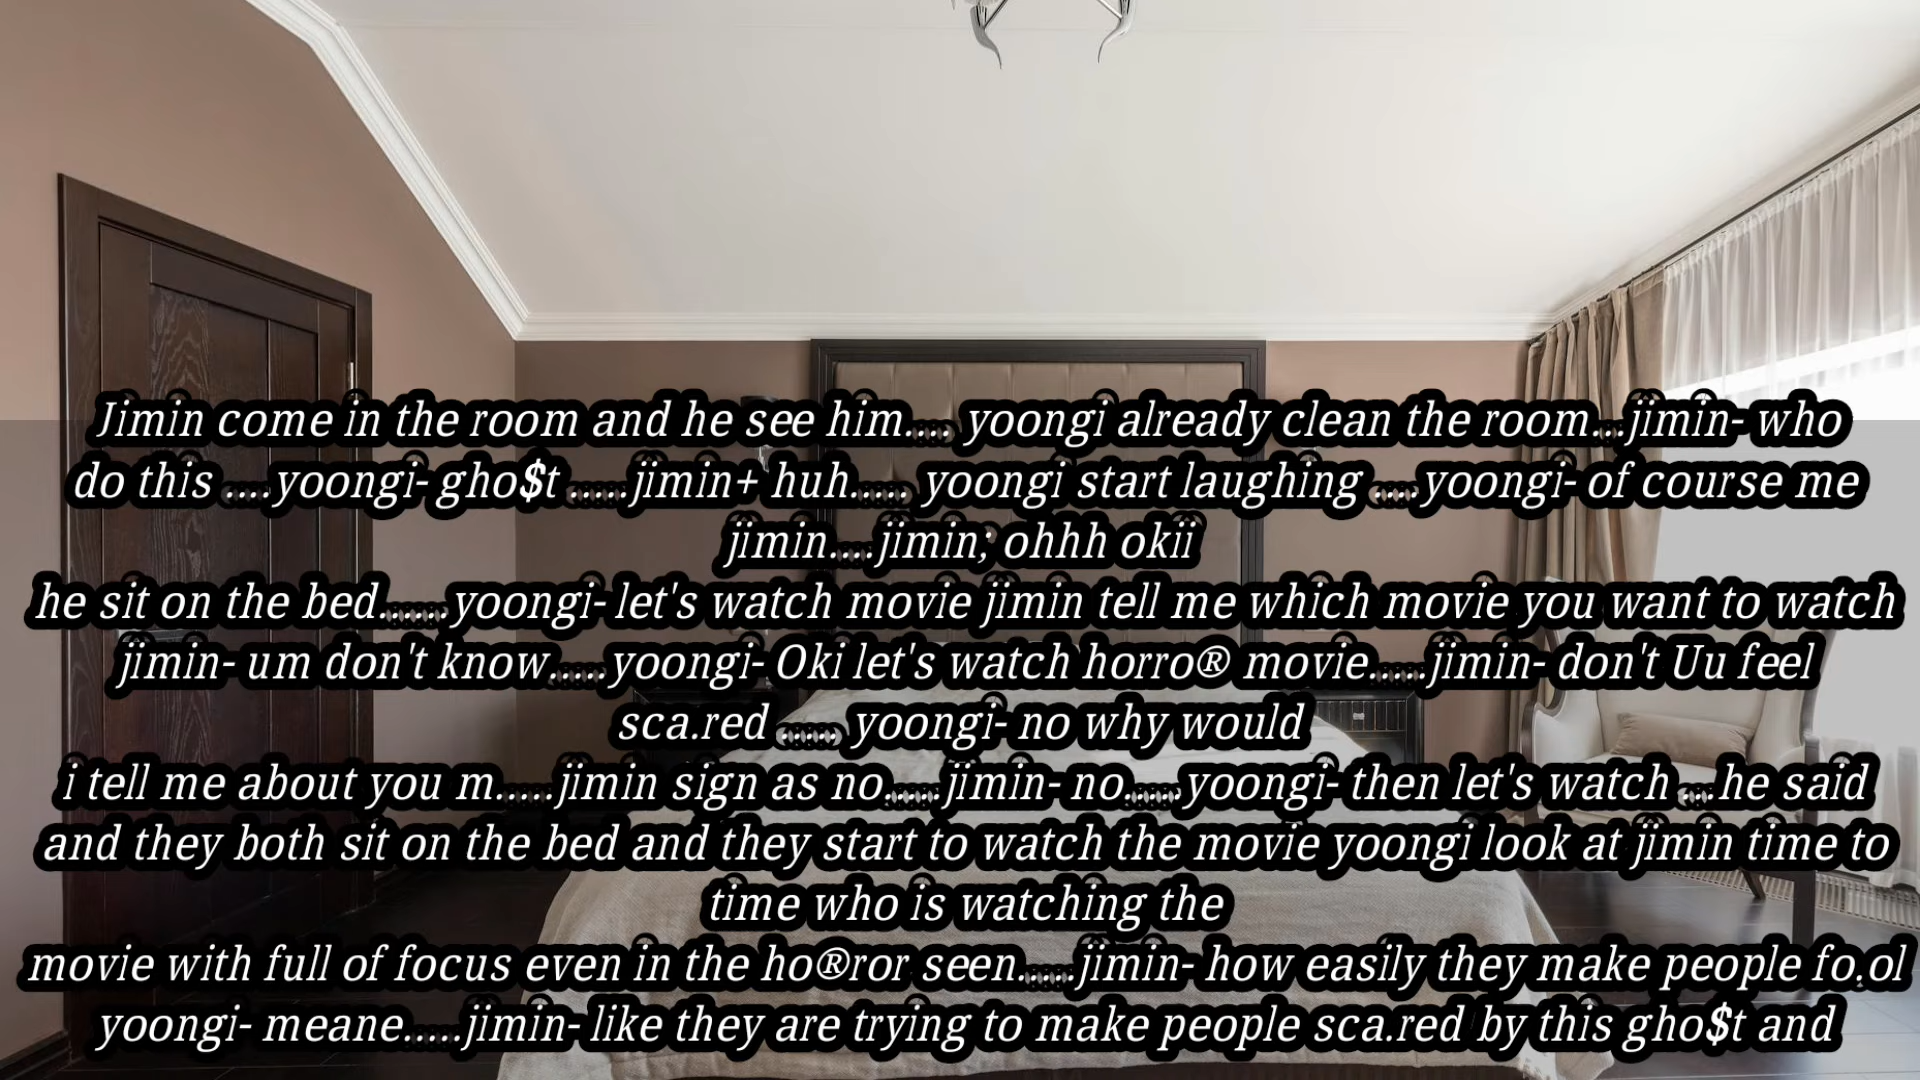 Jimin come in the room and he see him.... yoongi already clean the room...jimin- who
do this ....yoongi- gho$t ......jimin+ huh...... yoongi start laughing .....yoongi- of course me
jimin.....jimin; ohhh okii
he sit on the bed.......yoongi- let's watch movie jimin tell me which movie you want to watch
jimin- um don't know......yoongi- Oki let's watch horro® movie......jimin- don't Uu feel
sca.red ...... yoongi- no why would
i tell me about you m......jimin sign as no......jimin- no......yoongi- then let's watch ....he said
and they both sit on the bed and they start to watch the movie yoongi look at jimin time to
time who is watching the
movie with full of focus even in the ho®ror seen......jimin- how easily they make people fo.ol
yoongi- meane......jimin- like they are trying to make people sca.red by this gho$t and